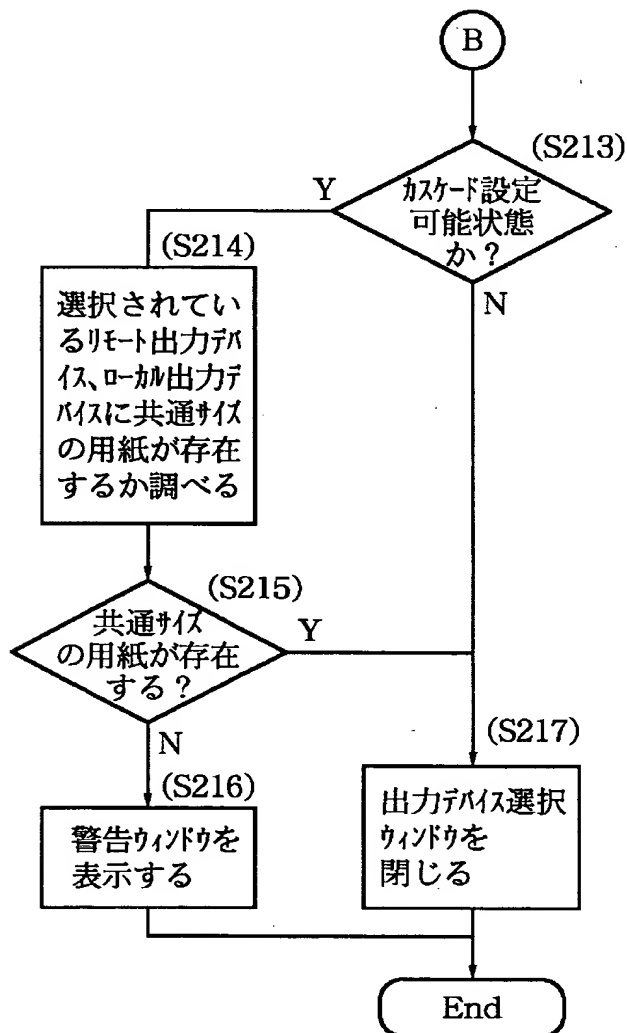 B
(S213)
カスケード設定
可能状態
か?
Y
N
(S214)
選択されてい
るリモート出力デバ
イス、ローカル出力デ
バイスに共通サイズ
の用紙が存在
するか調べる
(S215)
共通サイズ
の用紙が存在
する?
Y
N
(S216)
警告ウィンドウを
表示する
(S217)
出力デバイス選択
ウィンドウを
閉じる
End